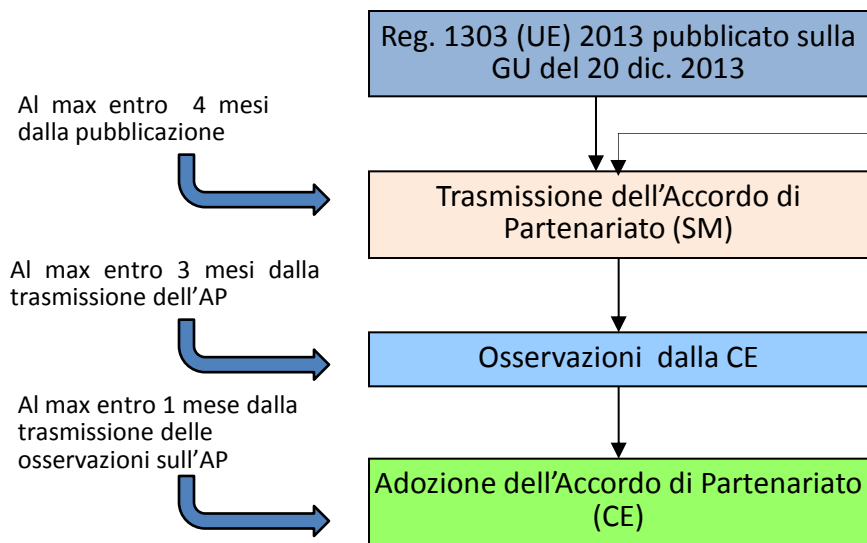 Reg. 1303 (UE) 2013 pubblicato sulla
GU del 20 dic. 2013
Al max entro 4 mesi
dalla pubblicazione
Trasmissione dell'Accordo di
Partenariato (SM)
Al max entro 3 mesi dalla
trasmissione dell'AP
Osservazioni dalla CE
Al max entro 1 mese dalla
trasmissione delle
osservazioni sull'AP
Adozione dell'Accordo di Partenariato
(CE)